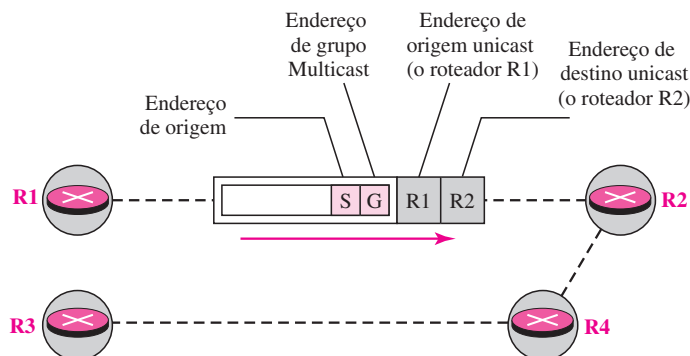 Endereço
de grupo
Multicast
Endereço de
origem unicast
(o roteador R1)
Endereço de
destino unicast
(o roteador R2)
Endereço
de origem
R1
S
G
R1
R2
R2
R3
R4